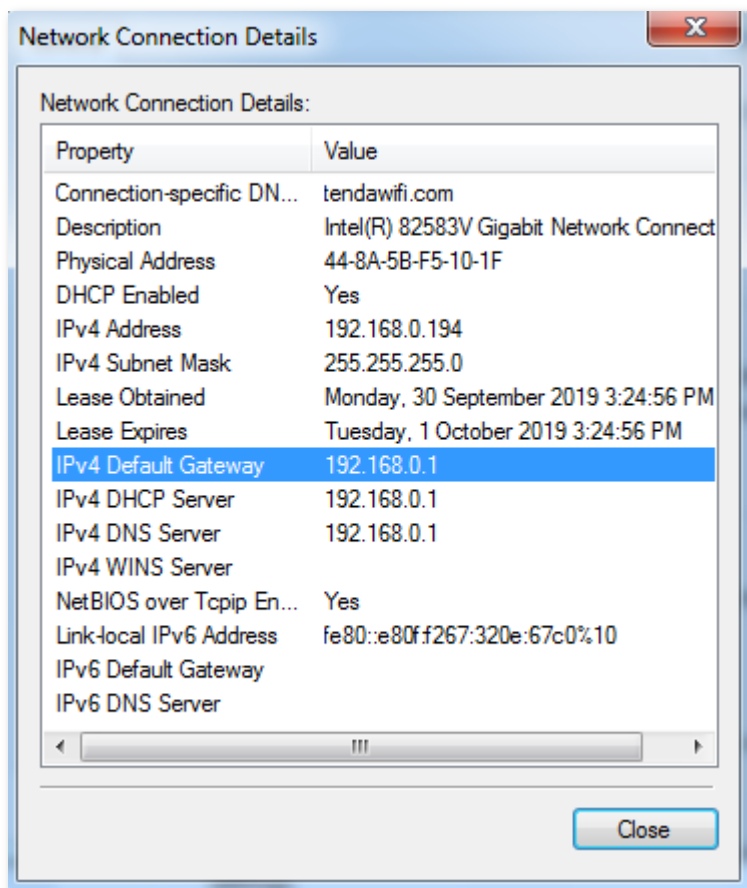 Network Connection Details
Network Connection Details:
Property Value
Connection-specific DN... tendawifi.com
Description Intel(R) 82583V Gigabit Network Connect
Physical Address 44-8A-5B-F5-10-1F
DHCP Enabled Yes
IPv4 Address 192.168.0.194
IPv4 Subnet Mask 255.255.255.0
Lease Obtained Monday, 30 September 2019 3:24:56 PM
Lease Expires Tuesday, 1 October 2019 3:24:56 PM
IPv4 Default Gateway 192.168.0.1
IPv4 DHCP Server 192.168.0.1
IPv4 DNS Server 192.168.0.1
IPv4 WINS Server
NetBIOS over Tcpip En... Yes
Link-local IPv6 Address fe80::e80f:f267:320e:67c0%10
IPv6 Default Gateway
IPv6 DNS Server
Close